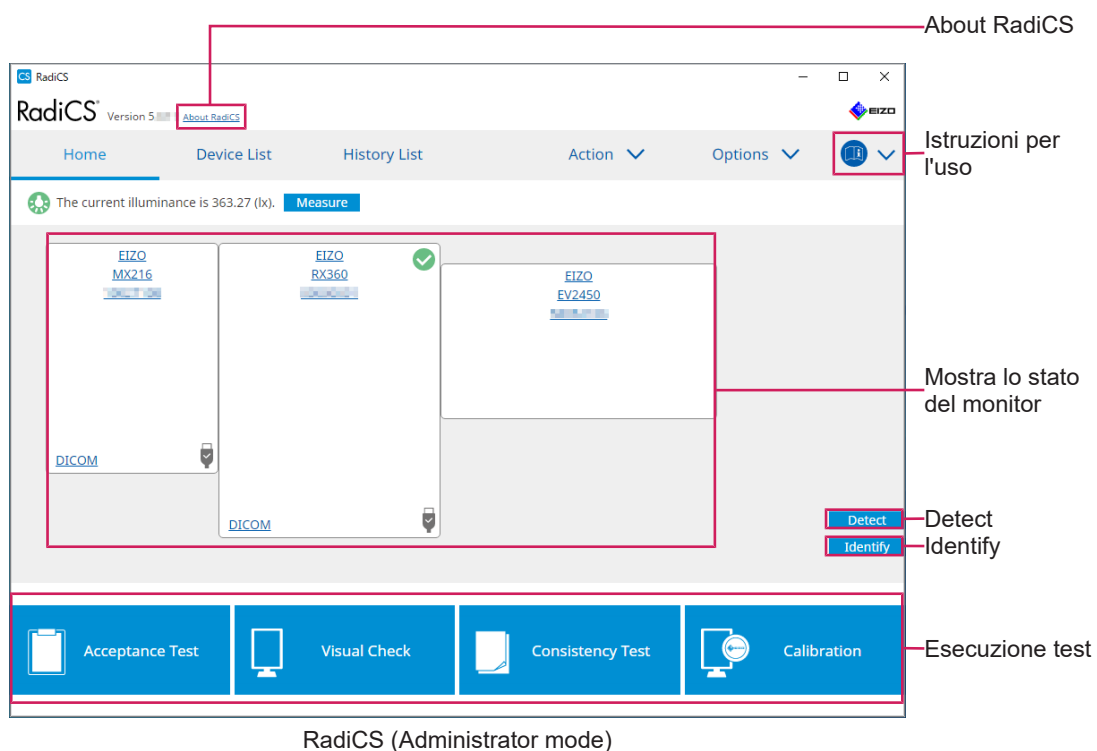 About RadiCS
CS RadiCS
RadiCS® Version 5. About RadiCS
EIZO
Home Device List History List Action Options
Istruzioni per
l'uso
The current illuminance is 363.27 (lx). Measure
EIZO
MX216
DICOM
EIZO
RX360
DICOM
EIZO
EV2450
Mostra lo stato
del monitor
Detect
Detect
Identify
Identify
Acceptance Test Visual Check Consistency Test Calibration
Esecuzione test
RadiCS (Administrator mode)